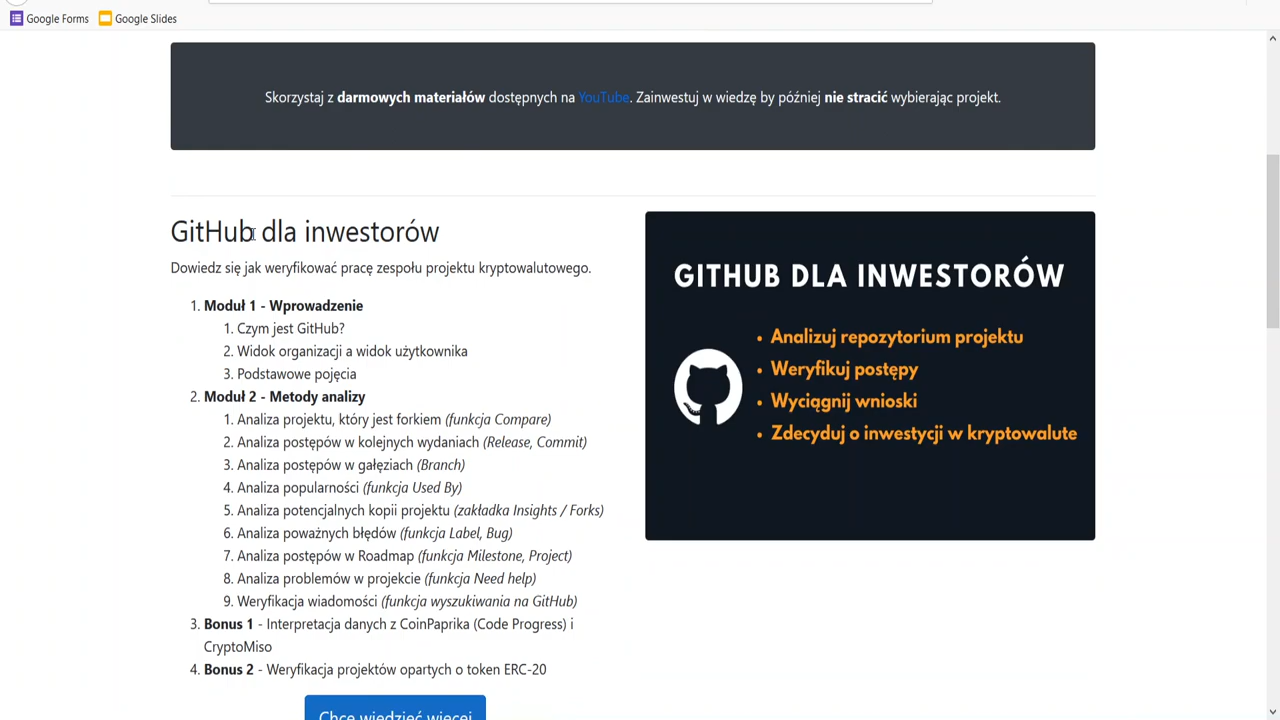 Google Forms
Google Slides
Skorzystaj z darmowych materiałów dostępnych na YouTube. Zainwestuj w wiedzę by później nie stracić wybierając projekt.
GitHub dla inwestorów
Dowiedz się jak weryfikować pracę zespołu projektu kryptowalutowego.
1. Moduł 1 - Wprowadzenie
1. Czym jest GitHub?
2. Widok organizacji a widok użytkownika
3. Podstawowe pojęcia
2. Moduł 2 - Metody analizy
1. Analiza projektu, który jest forkiem (funkcja Compare)
2. Analiza postępów w kolejnych wydaniach (Release, Commit)
3. Analiza postępów w gałęziach (Branch)
4. Analiza popularności (funkcja Used By)
5. Analiza potencjalnych kopii projektu (zakładka Insights / Forks)
6. Analiza poważnych błędów (funkcja Label, Bug)
7. Analiza postępów w Roadmap (funkcja Milestone, Project)
8. Analiza problemów w projekcie (funkcja Need help)
9. Weryfikacja wiadomości (funkcja wyszukiwania na GitHub)
3. Bonus 1 - Interpretacja danych z CoinPaprika (Code Progress) i
CryptoMiso
4. Bonus 2 - Weryfikacja projektów opartych o token ERC-20
Chcę wiedzieć więcej
GITHUB DLA INWESTORÓW
• Analizuj repozytorium projektu
• Weryfikuj postępy
• Wyciągnij wnioski
• Zdecyduj o inwestycji w kryptowalute